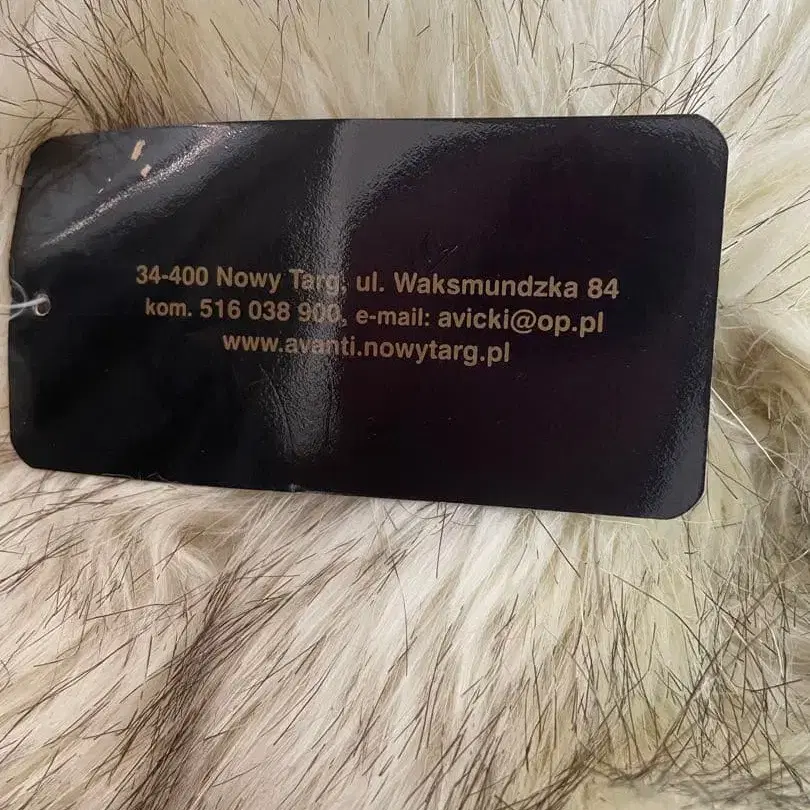 34-400 Nowy Targ, ul. Waksmundzka 84
kom. 516 038 900, e-mail: avicki@op.pl
www.avanti.nowytarg.pl